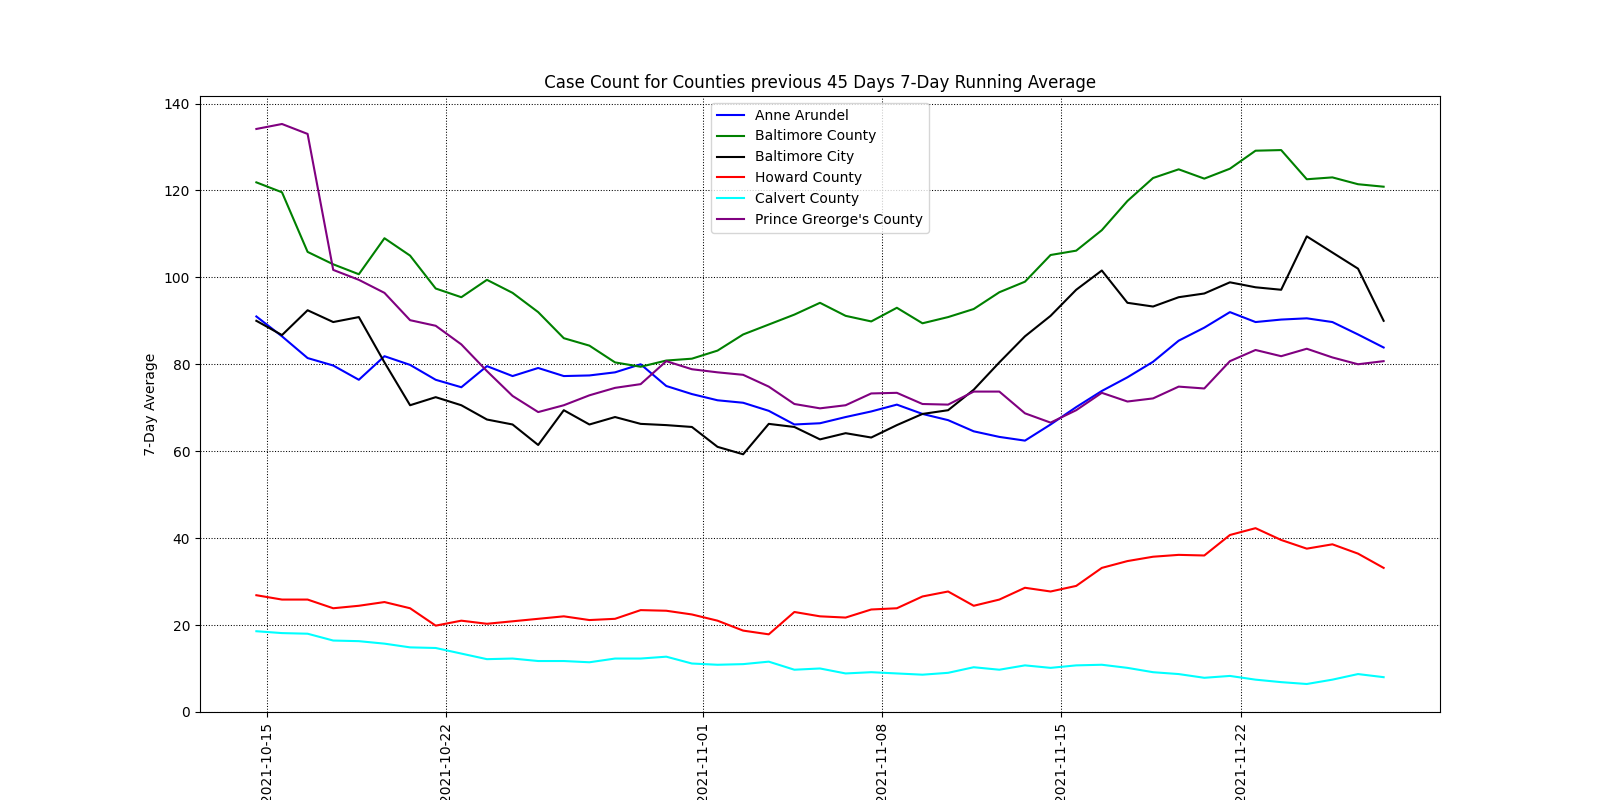 Case Count for Counties previous 45 Days 7-Day Running Average
140
120
100
80
60
40
20
0
7-Day Average
Anne Arundel
Baltimore County
Baltimore City
Howard County
Calvert County
Prince Greorge's County
2021-10-15
2021-10-22
2021-11-01
2021-11-08
2021-11-15
2021-11-22